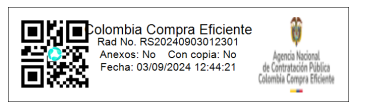 Colombia Compra Eficiente
Rad No. RS20240903012301
Anexos: No Con copia: No
Fecha: 03/09/2024 12:44:21
Agencia Nacional
de Contratación Pública
Colombia Compra Eficiente